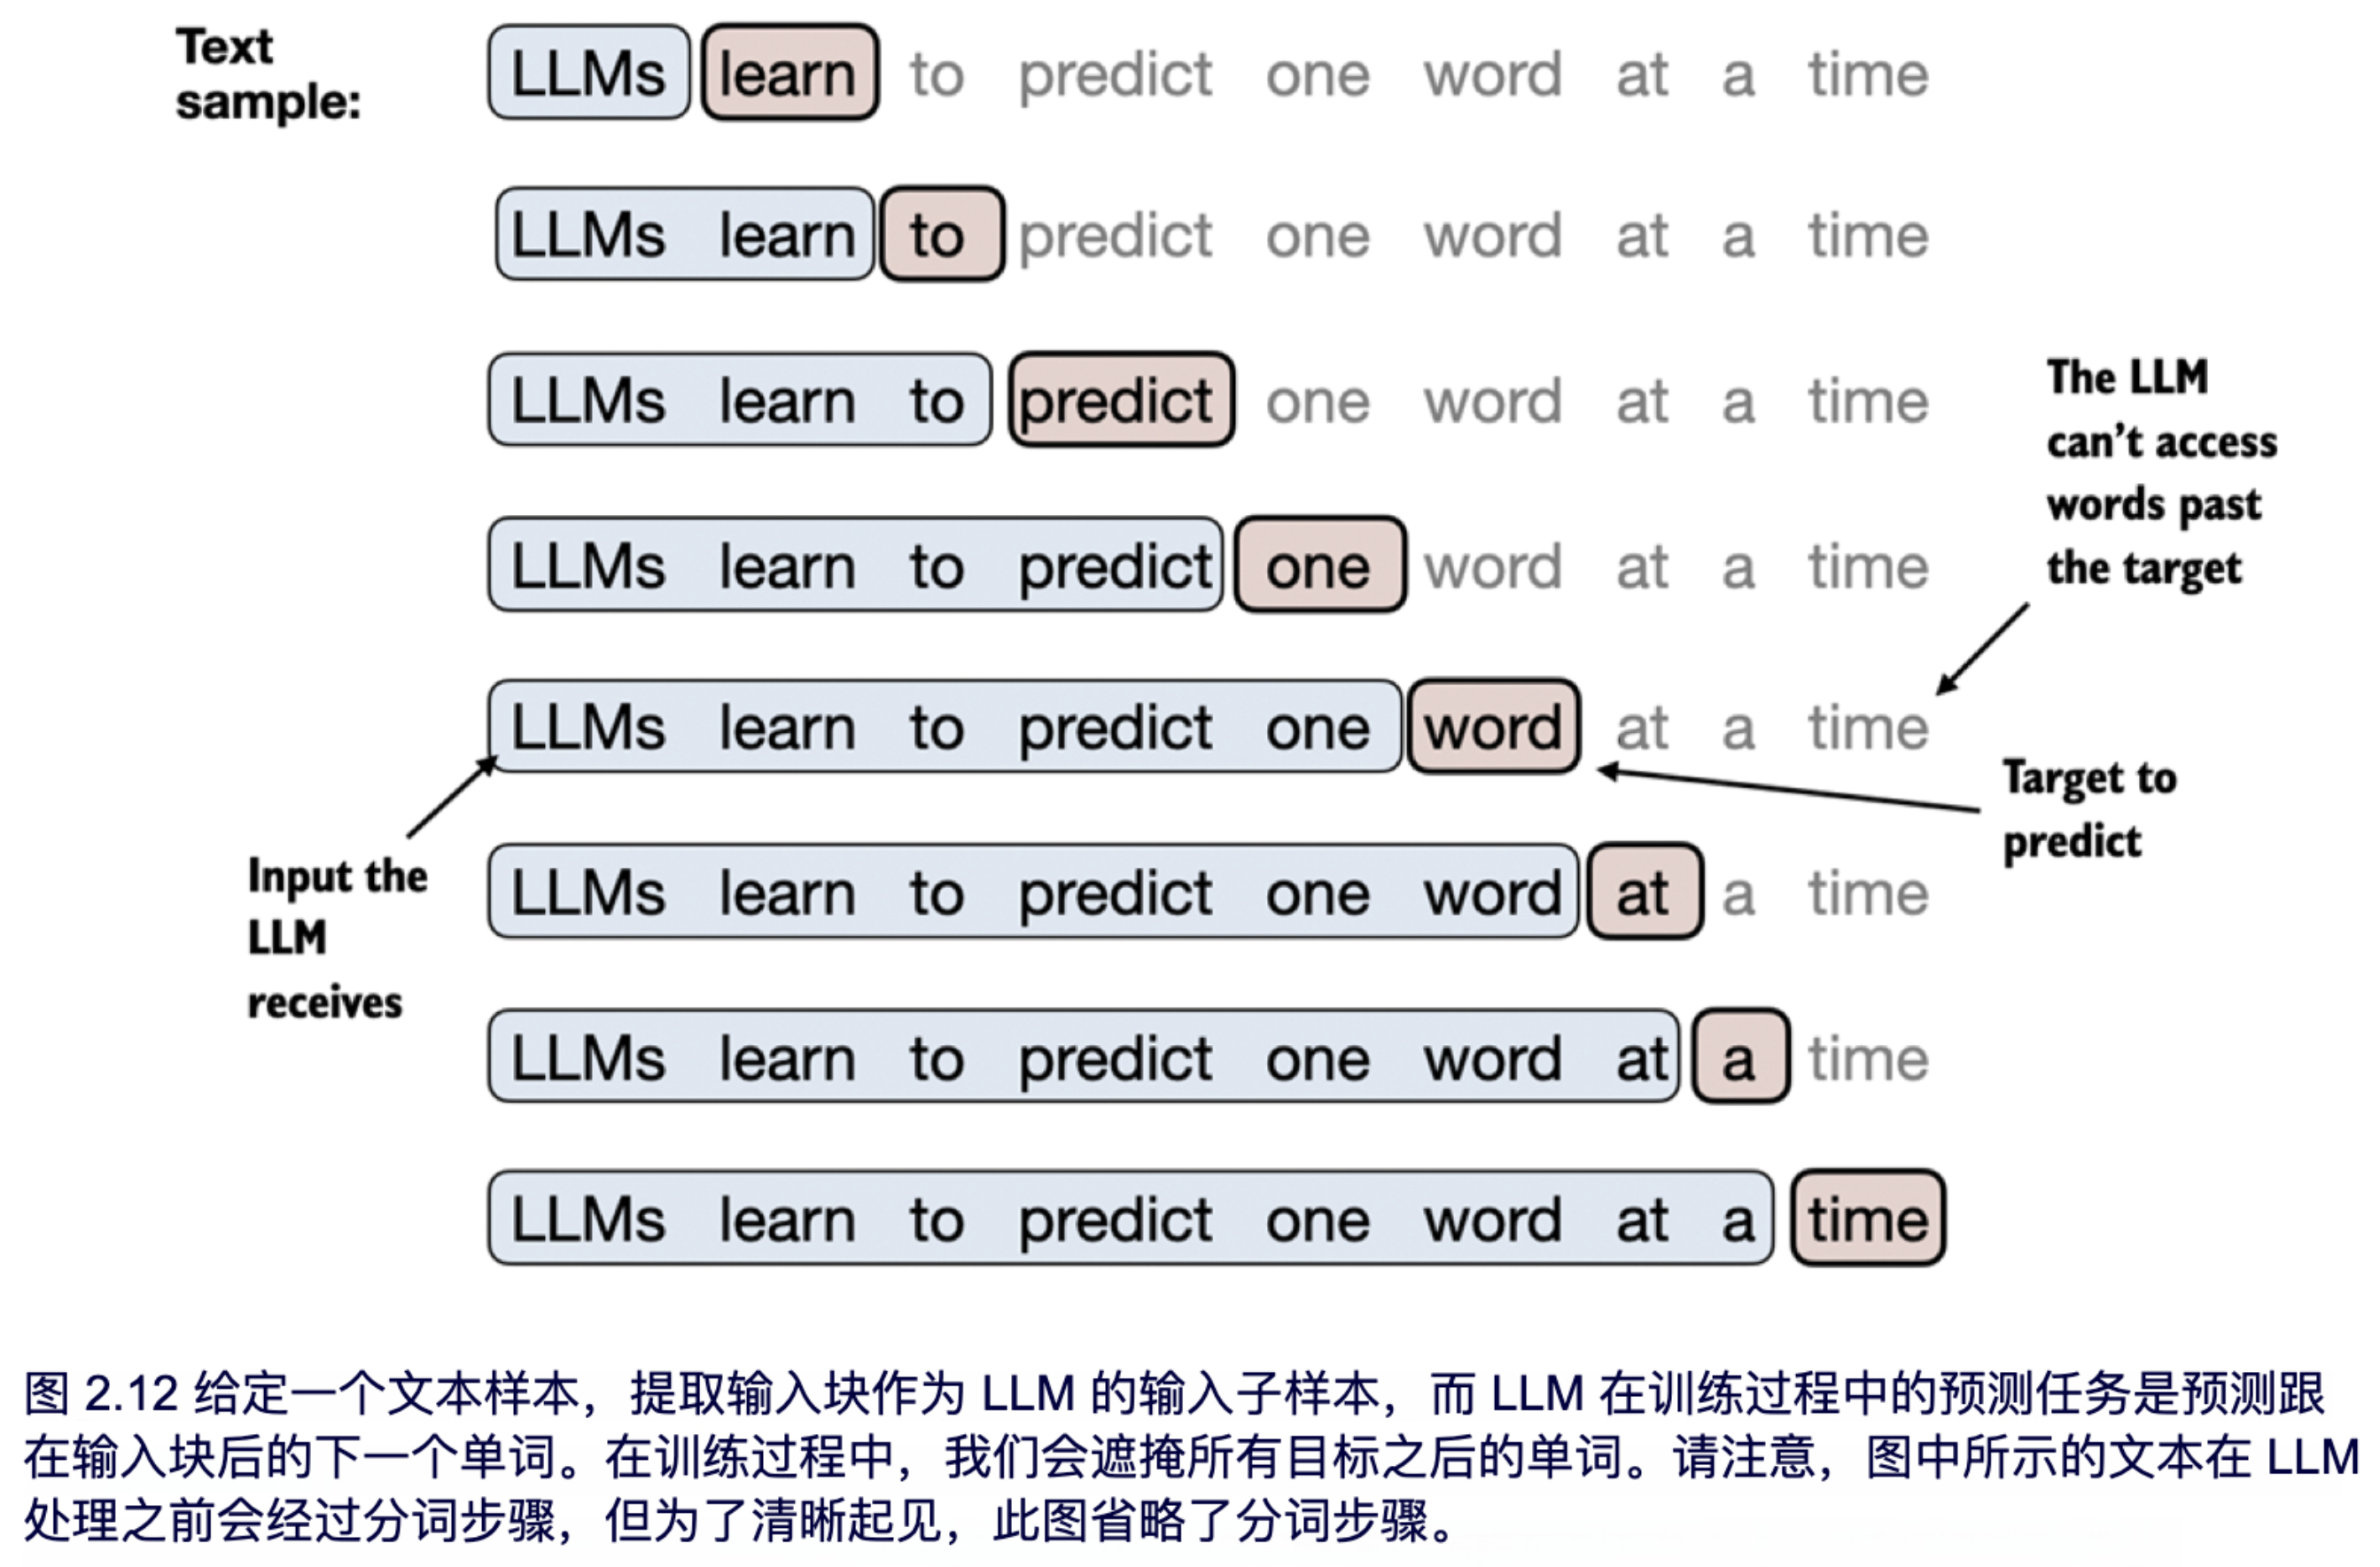 Text
sample:
LLMs learn to predict one word at a time
LLMs learn to predict one word at a time
LLMs learn to predict one word at a time
The LLM
can't access
words past
the target
LLMs learn to predict one word at a time
LLMs learn to predict one word at a time
Target to
predict
Input the
LLM
receives
LLMs learn to predict one word at a time
LLMs learn to predict one word at a time
LLMs learn to predict one word at a time
图 2.12 给定一个文本样本，提取输入块作为 LLM 的输入子样本，而 LLM 在训练过程中的预测任务是预测跟
在输入块后的下一个单词。在训练过程中，我们会遮掩所有目标之后的单词。请注意，图中所示的文本在 LLM
处理之前会经过分词步骤，但为了清晰起见，此图省略了分词步骤。